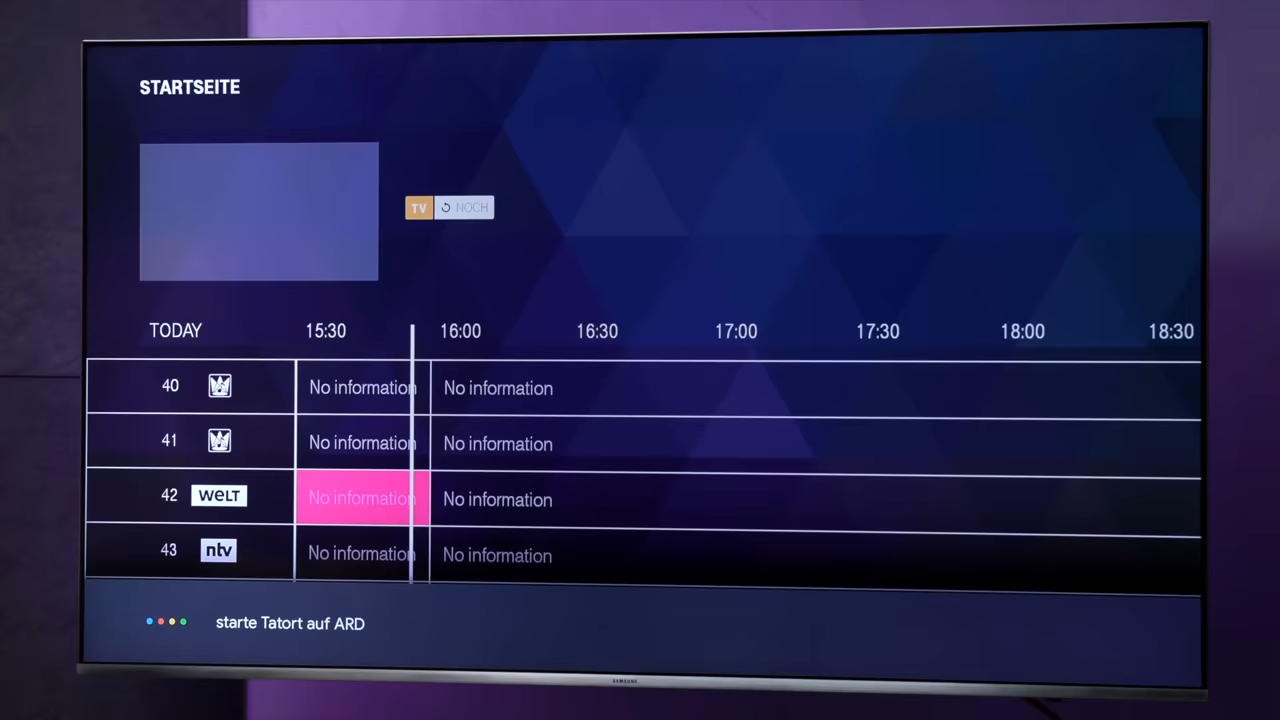 STARTSEITE
TV NOCH
TODAY 15:30 16:00 16:30 17:00 17:30 18:00 18:30
40 No information No information
41 No information No information
42 WELT No information No information
43 ntv No information No information
starte Tatort auf ARD
SAMSUNG